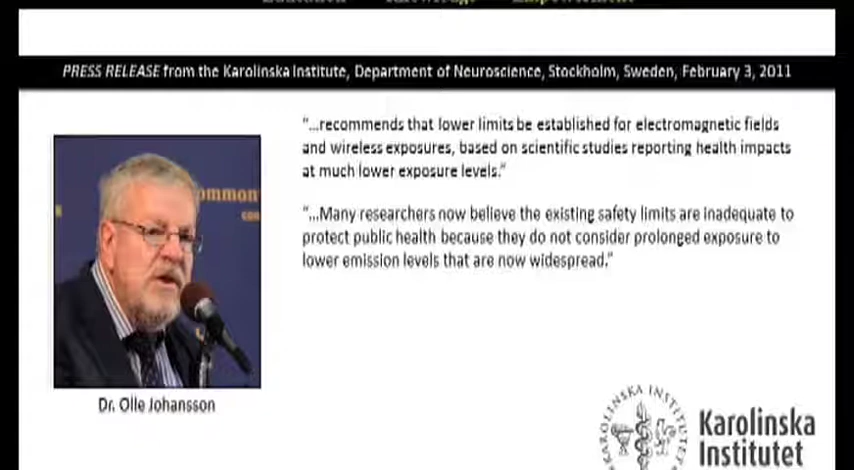 PRESS RELEASE from the Karolinska Institute, Department of Neuroscience, Stockholm, Sweden, February 3, 2011
"...recommends that lower limits be established for electromagnetic fields
and wireless exposures, based on scientific studies reporting health impacts
at much lower exposure levels."
"...Many researchers now believe the existing safety limits are inadequate to
protect public health because they do not consider prolonged exposure to
lower emission levels that are now widespread."
ommon
Dr. Olle Johansson
KAROLINSKA INSTITUTET
Karolinska
Institutet